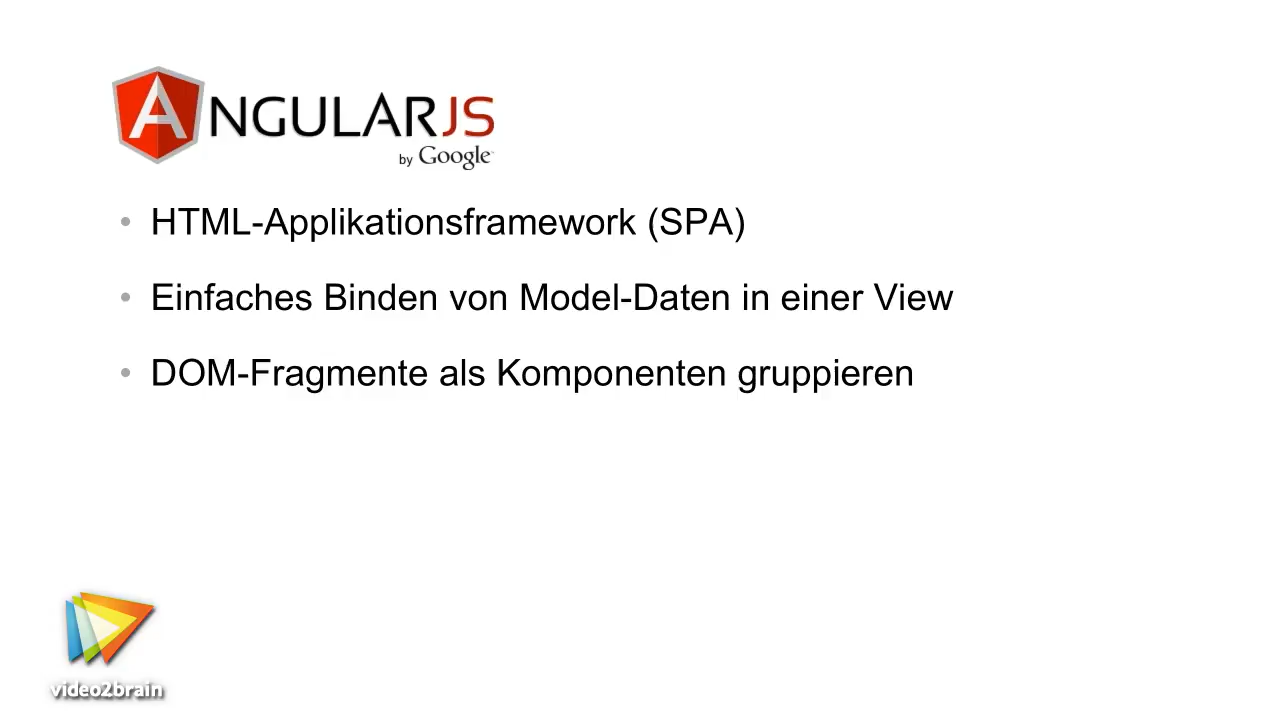 ANGULARJS
by Google
• HTML-Applikationsframework (SPA)
• Einfaches Binden von Model-Daten in einer View
• DOM-Fragmente als Komponenten gruppieren
video2brain